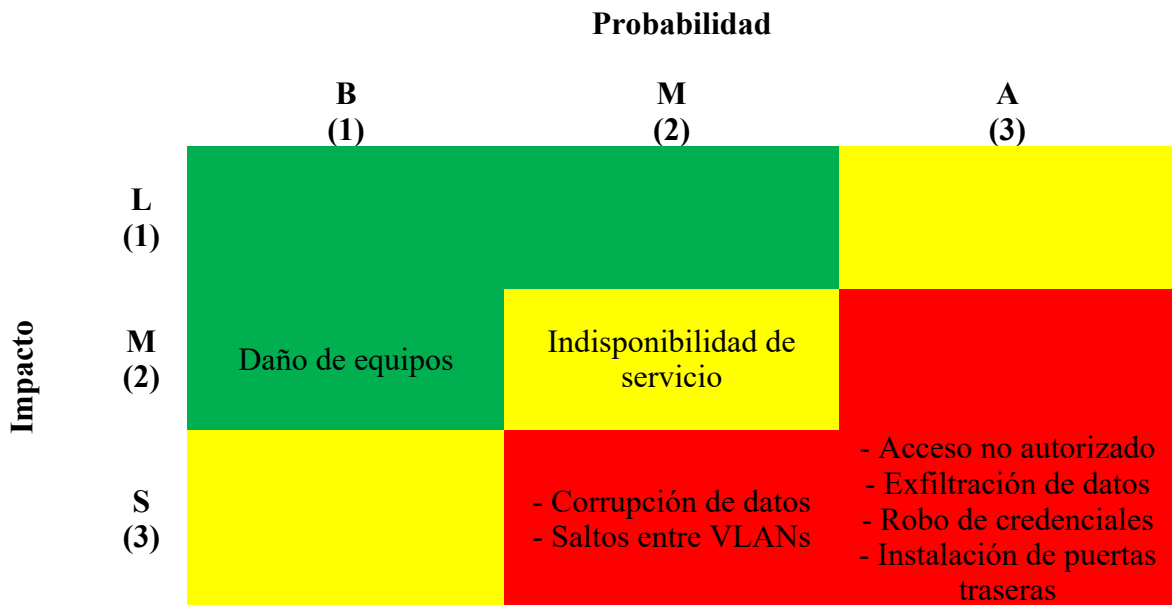 Probabilidad
B
(1)
M
(2)
A
(3)
L
(1)
Impacto
M
(2)
Daño de equipos
Indisponibilidad de
servicio
S
(3)
- Corrupción de datos
- Saltos entre VLANs
- Acceso no autorizado
- Exfiltración de datos
- Robo de credenciales
- Instalación de puertas
traseras